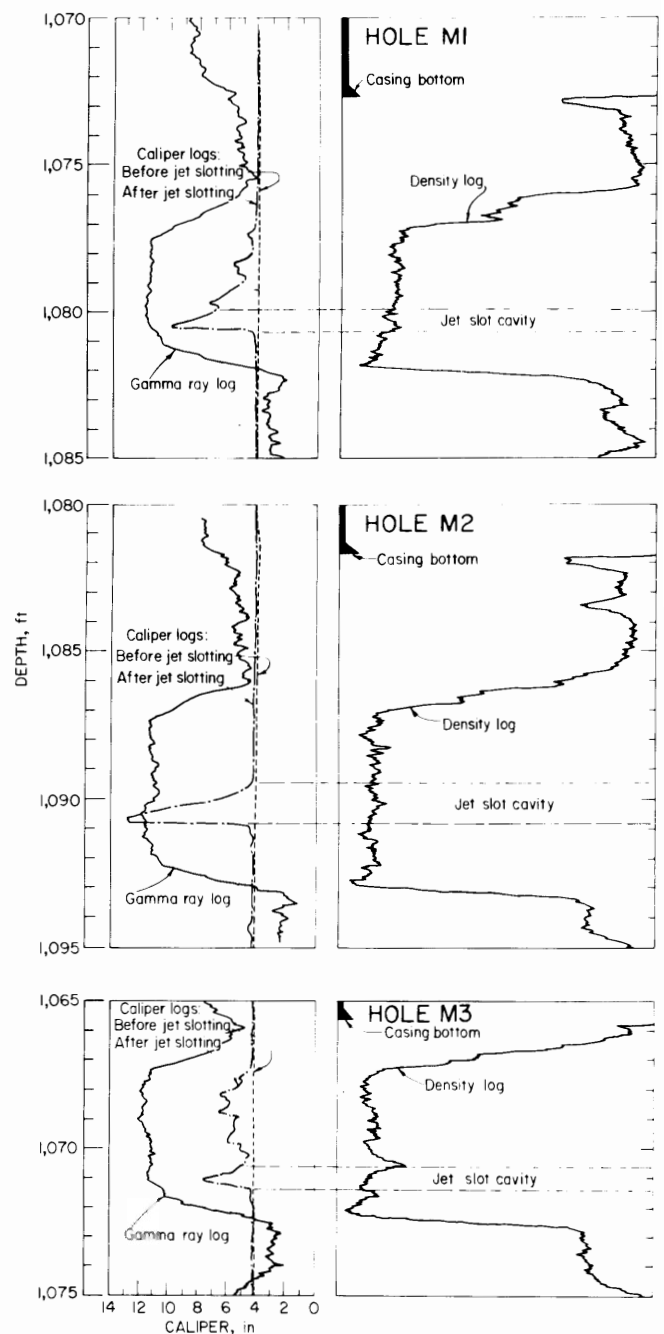 1,070
HOLE M1
Casing bottom
Caliper logs:
Before jet slotting
After jet slotting
1,075
Density log
1,080
Jet slot cavity
Gamma ray log
1,085
1,080
HOLE M2
Casing bottom
DEPTH, ft
1,085
Caliper logs:
Before jet slotting
After jet slotting
Density log
1,090
Jet slot cavity
Gamma ray log
1,095
1,065
Caliper logs:
Before jet slotting
After jet slotting
HOLE M3
Casing bottom
Density log
1,070
Jet slot cavity
Gamma ray log
1,075
14 12 10 8 6 4 2 0
CALIPER, in